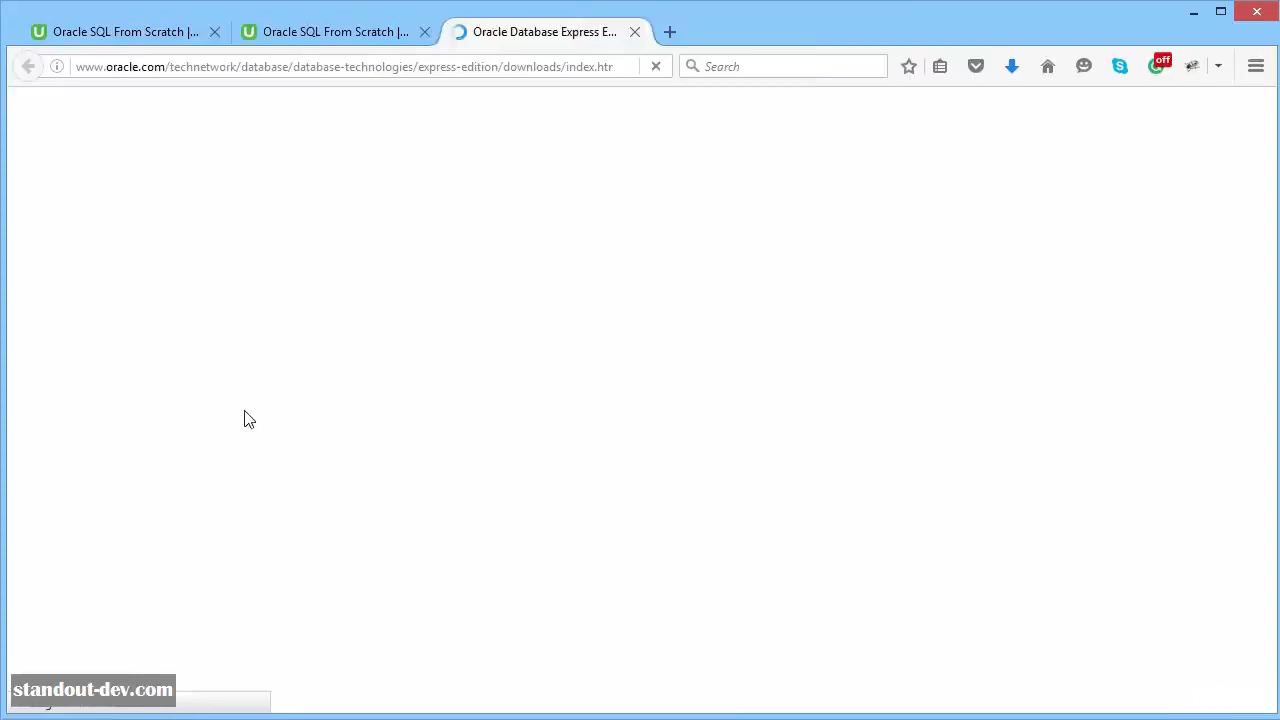 Oracle SQL From Scratch |...
Oracle SQL From Scratch |...
Oracle Database Express E...
www.oracle.com/technetwork/database/database-technologies/express-edition/downloads/index.htr
Search
off
standout-dev.com